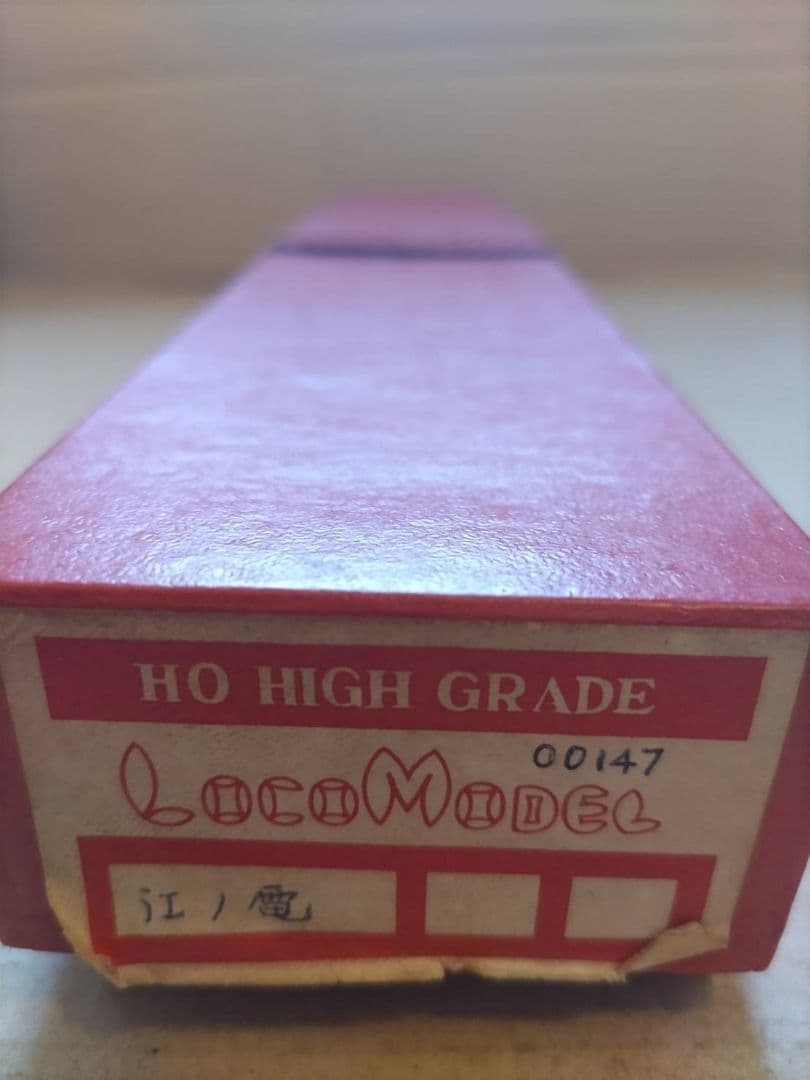 HO HIGH GRADE
00147
LOCOMODEL
江ノ電